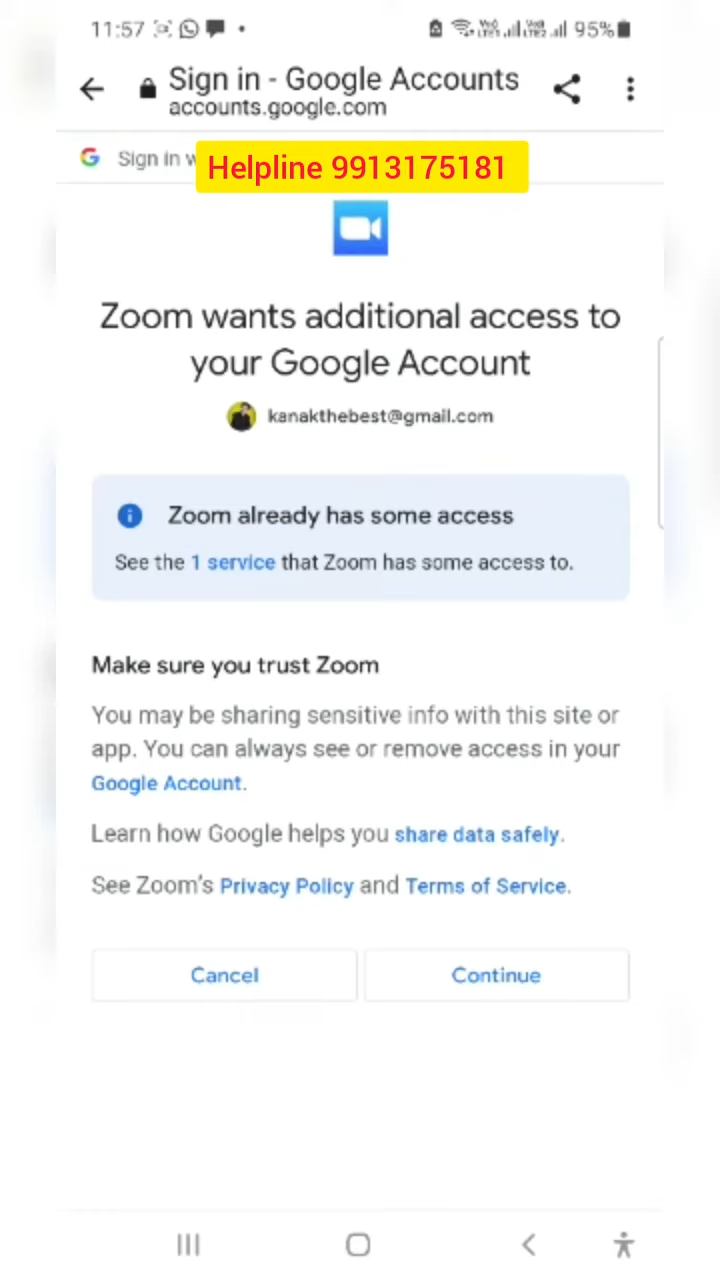 11:57
95%
Sign in - Google Accounts
accounts.google.com
Sign in
Helpline 9913175181
Zoom wants additional access to
your Google Account
kanakthebest@gmail.com
Zoom already has some access
See the 1 service that Zoom has some access to.
Make sure you trust Zoom
You may be sharing sensitive info with this site or
app. You can always see or remove access in your
Google Account.
Learn how Google helps you share data safely.
See Zoom's Privacy Policy and Terms of Service.
Cancel
Continue